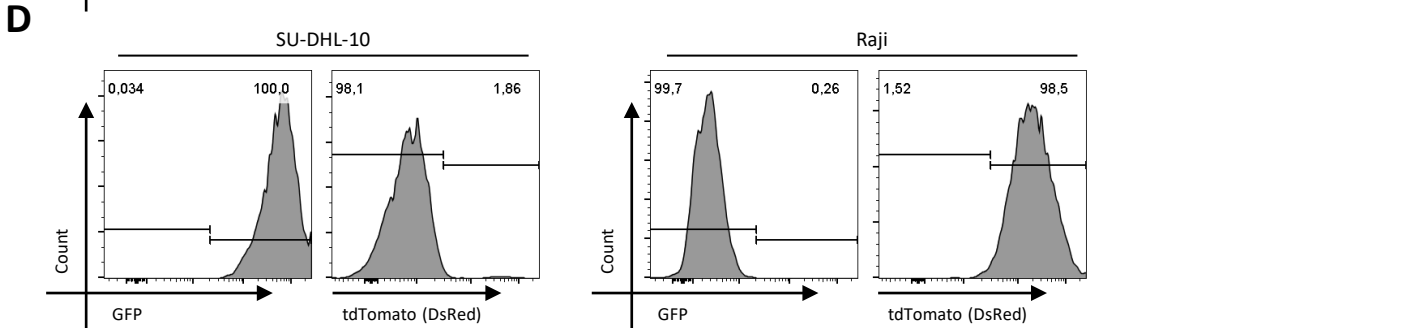 D
SU-DHL-10
Raji
0,034
100,0
98,1
1,86
99,7
0,26
1,52
98,5
Count
Count
GFP
tdTomato (DsRed)
GFP
tdTomato (DsRed)